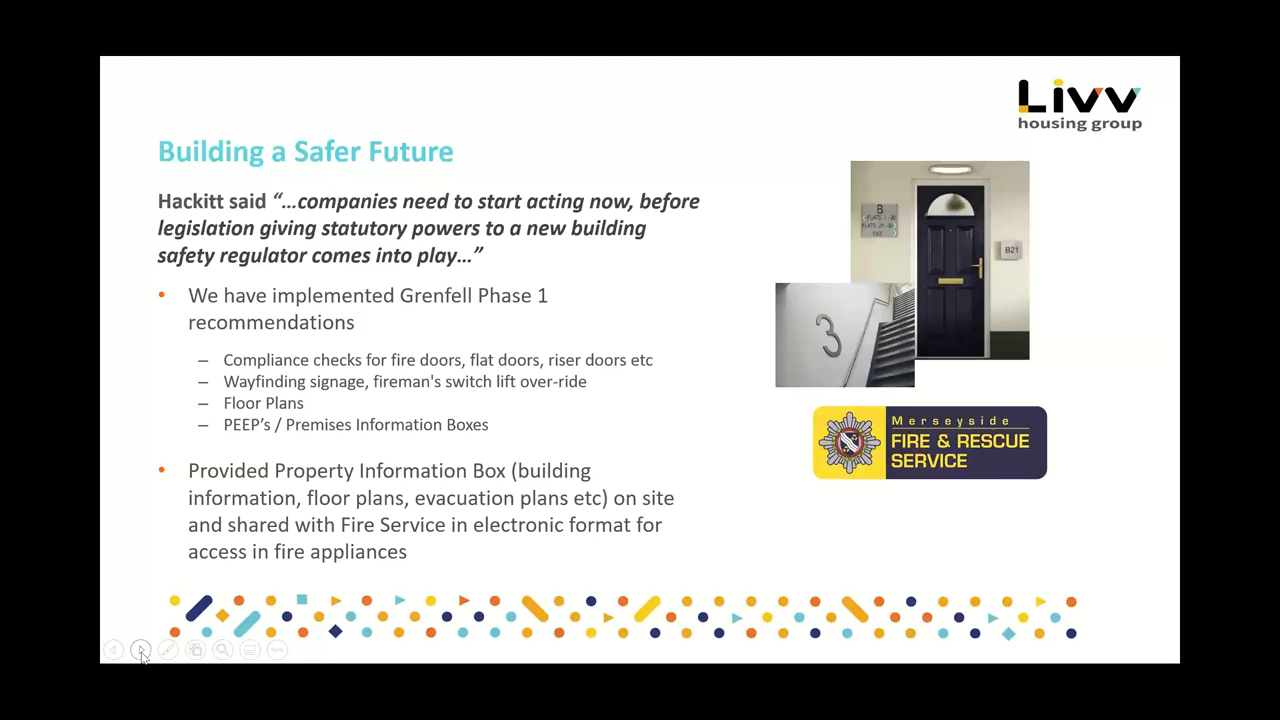 Livv
housing group
Building a Safer Future
Hackitt said “…companies need to start acting now, before
legislation giving statutory powers to a new building
safety regulator comes into play…”
• We have implemented Grenfell Phase 1
recommendations
– Compliance checks for fire doors, flat doors, riser doors etc
– Wayfinding signage, fireman's switch lift over-ride
– Floor Plans
– PEEP’s / Premises Information Boxes
• Provided Property Information Box (building
information, floor plans, evacuation plans etc) on site
and shared with Fire Service in electronic format for
access in fire appliances
B
FLATS 1-20
B21
3
Merseyside
FIRE & RESCUE
SERVICE